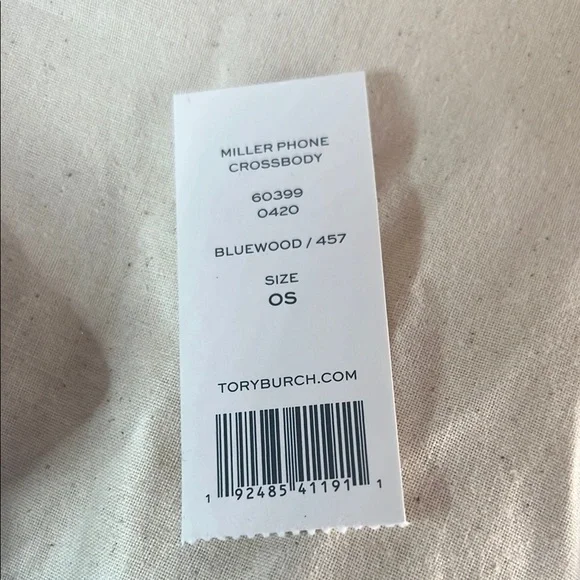 MILLER PHONE
CROSSBODY
60399
0420
BLUEWOOD / 457
SIZE
OS
TORYBURCH.COM
1 92485 41191 1